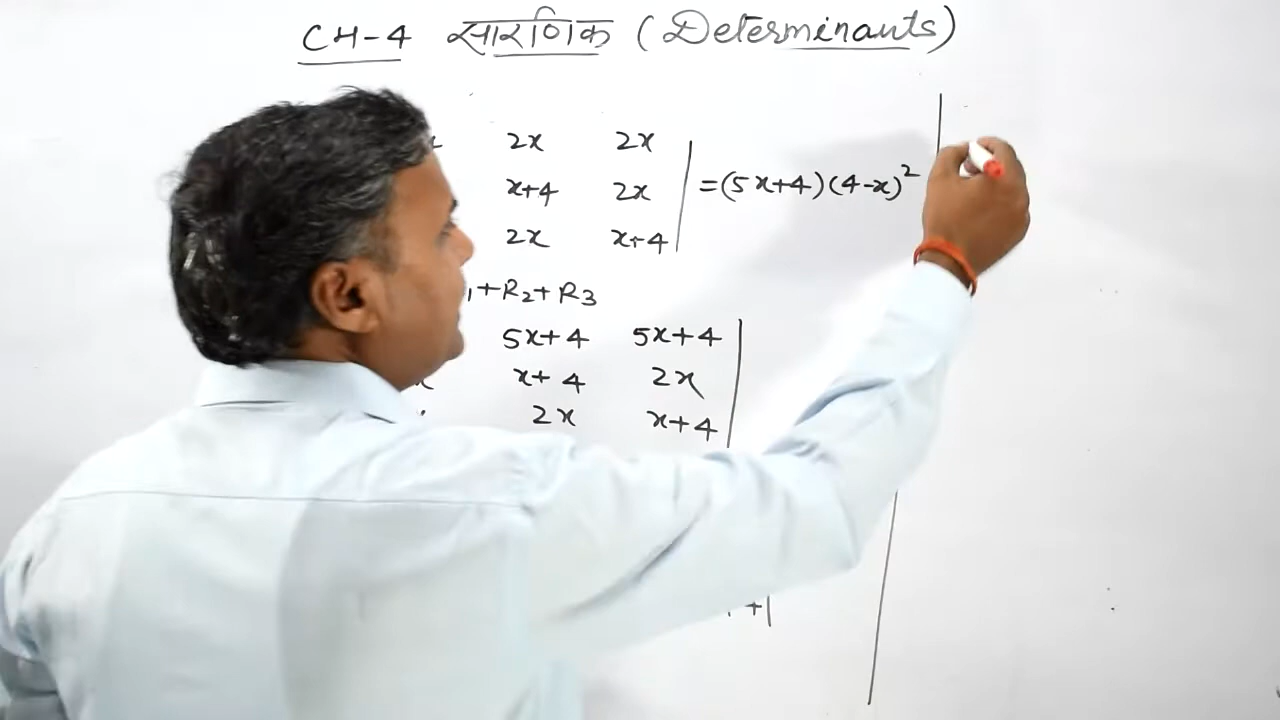 CH-4 सारणिक (Determinants)
2x 2x
x+4 2x =(5x+4)(4-x)²
2x x+4
+R₂+R₃
5x+4 5x+4
x+4 2x
2x x+4